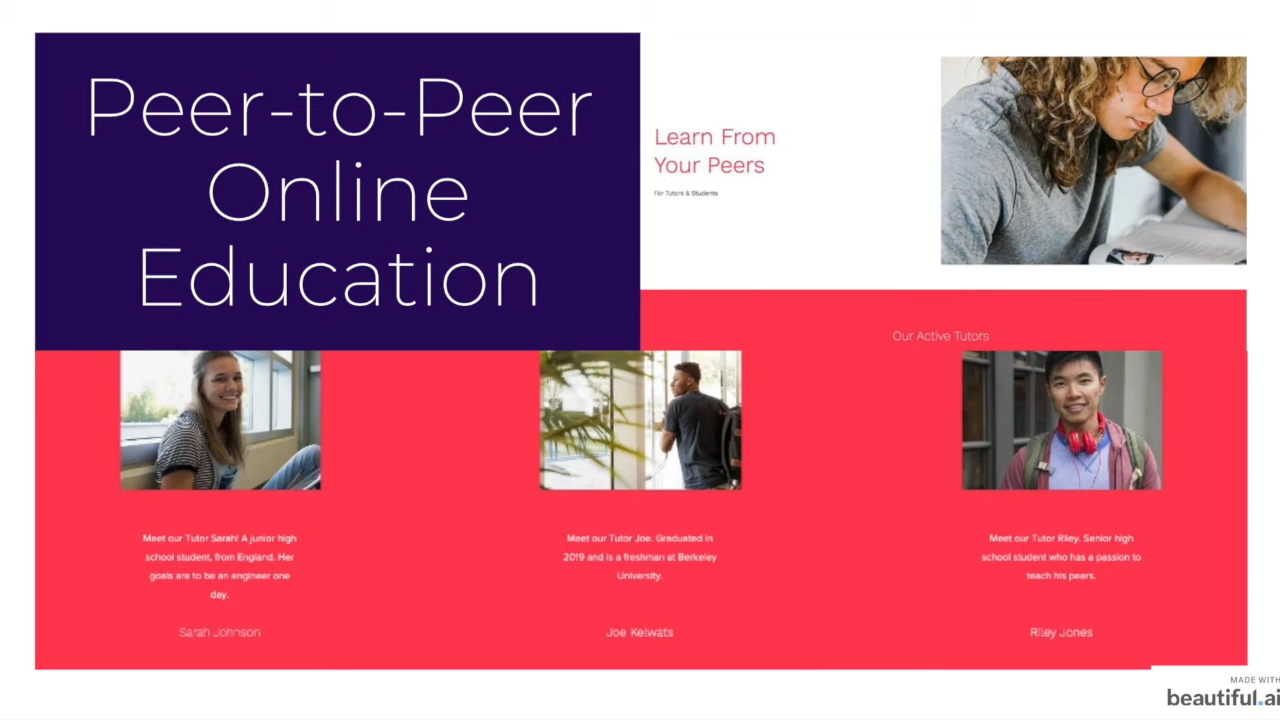 Peer-to-Peer
Online
Education
Learn From
Your Peers
For Tutors & Students
Our Active Tutors
Meet our Tutor Sarah! A junior high
school student, from England. Her
goals are to be an engineer one
day.
Sarah Johnson
Meet our Tutor Joe. Graduated in
2019 and is a freshman at Berkeley
University.
Joe Kelwats
Meet our Tutor Riley. Senior high
school student who has a passion to
teach his peers.
Riley Jones
MADE WITH
beautiful.ai